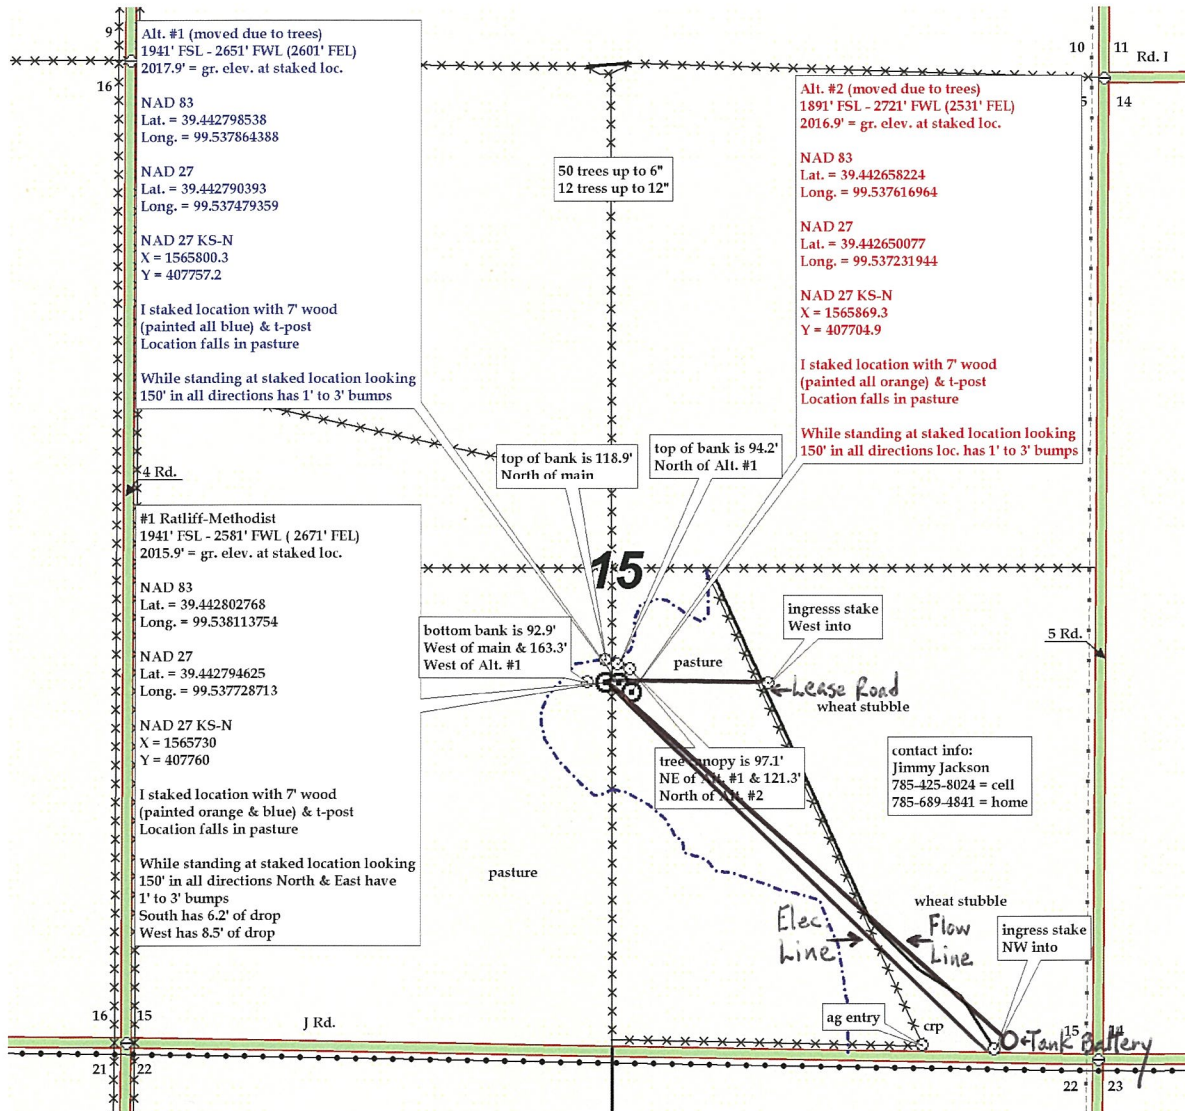 9
16
Alt. #1 (moved due to trees)
1941' FSL - 2651' FWL (2601' FEL)
2017.9' = gr. elev. at staked loc.
NAD 83
Lat. = 39.442798538
Long. = 99.537864388
NAD 27
Lat. = 39.442790393
Long. = 99.537479359
NAD 27 KS-N
X = 1565800.3
Y = 407757.2
I staked location with 7' wood
(painted all blue) & t-post
Location falls in pasture
While standing at staked location looking
150' in all directions has 1' to 3' bumps
50 trees up to 6"
12 tress up to 12"
10
11
Rd. I
14
Alt. #2 (moved due to trees)
1891' FSL - 2721' FWL (2531' FEL)
2016.9' = gr. elev. at staked loc.
NAD 83
Lat. = 39.442658224
Long. = 99.537616964
NAD 27
Lat. = 39.442650077
Long. = 99.537231944
NAD 27 KS-N
X = 1565869.3
Y = 407704.9
I staked location with 7' wood
(painted all orange) & t-post
Location falls in pasture
While standing at staked location looking
150' in all directions loc. has 1' to 3' bumps
top of bank is 118.9'
North of main
top of bank is 94.2'
North of Alt. #1
4 Rd.
#1 Ratliff-Methodist
1941' FSL - 2581' FWL ( 2671' FEL)
2015.9' = gr. elev. at staked loc.
NAD 83
Lat. = 39.442802768
Long. = 99.538113754
NAD 27
Lat. = 39.442794625
Long. = 99.537728713
NAD 27 KS-N
X = 1565730
Y = 407760
I staked location with 7' wood
(painted orange & blue) & t-post
Location falls in pasture
While standing at staked location looking
150' in all directions North & East have
1' to 3' bumps
South has 6.2' of drop
West has 8.5' of drop
15
bottom bank is 92.9'
West of main & 163.3'
West of Alt. #1
pasture
ingresss stake
West into
5 Rd.
Lease Road
wheat stubble
tree canopy is 97.1'
NE of Alt. #1 & 121.3'
North of Alt. #2
contact info:
Jimmy Jackson
785-425-8024 = cell
785-689-4841 = home
pasture
wheat stubble
Elec
Line
Flow
Line
ingress stake
NW into
ag entry
crp
Tank Battery
J Rd.
16
15
21
22
15
14
22
23